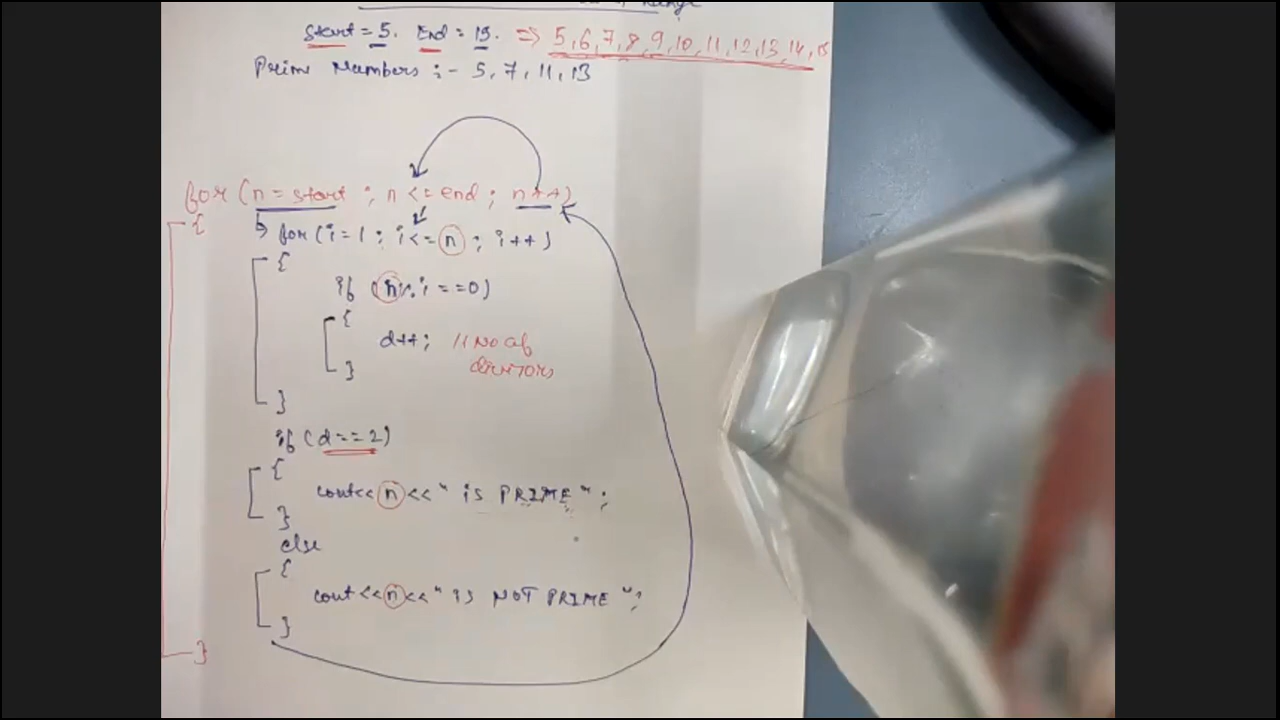 Range
Start = 5. End = 15. => 5,6,7,8,9,10,11,12,13,14,15
Prime Numbers :- 5, 7, 11, 13
for (n = start ; n <= end ; n++)
{
for (i = 1 ; i <= n ; i++)
{
if (n % i == 0)
{
d++; // No of
divisors
}
}
if (d == 2)
{
cout << n << " is PRIME ";
}
else
{
cout << n << " is NOT PRIME ";
}
}